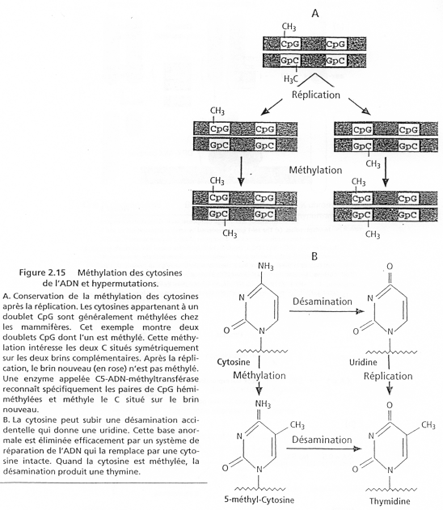 A
CH₃
CpG CpG
GpC GpC
H₃C
Réplication
CH₃
CpG CpG CpG CpG
GpC GpC GpC GpC
CH₃
Méthylation
CH₃ CH₃
CpG CpG CpG CpG
GpC GpC GpC GpC
CH₃ CH₃
B
Figure 2.15 Méthylation des cytosines
de l'ADN et hypermutations.
A. Conservation de la méthylation des cytosines
après la réplication. Les cytosines appartenant à un
doublet CpG sont généralement méthylées chez
les mammifères. Cet exemple montre deux
doublets CpG dont l'un est méthylé. Cette méthy-
lation intéresse les deux C situés symétriquement
sur les deux brins complémentaires. Après la répli-
cation, le brin nouveau (en rose) n'est pas méthylé.
Une enzyme appelée C5-ADN-méthyltransférase
reconnaît spécifiquement les paires de CpG hémi-
méthylées et méthyle le C situé sur le brin
nouveau.
B. La cytosine peut subir une désamination acci-
dentelle qui donne une uridine. Cette base anor-
male est éliminée efficacement par un système de
réparation de l'ADN qui la remplace par une cyto-
sine intacte. Quand la cytosine est méthylée, la
désamination produit une thymine.
NH₃ O
Désamination
N N
O N O N
Cytosine Uridine
Méthylation Réplication
NH₃ O
CH₃ CH₃
Désamination
N N
O N O N
5-méthyl-Cytosine Thymidine